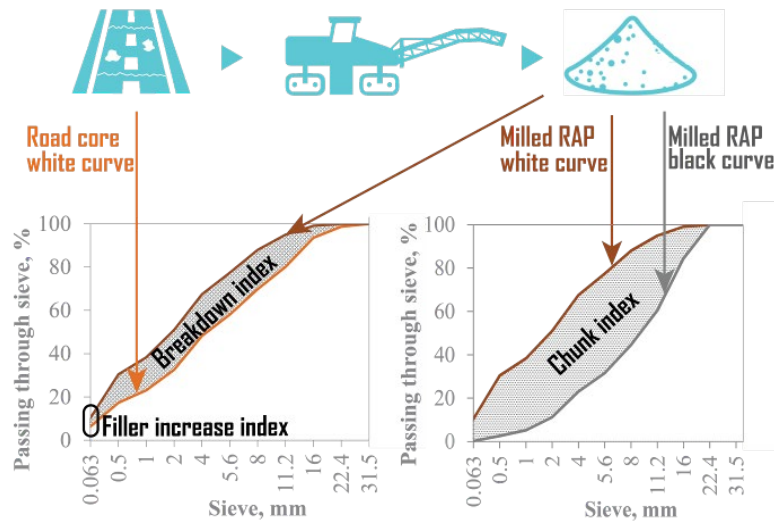 Road core
white curve
Milled RAP
white curve
Milled RAP
black curve
Passing through sieve, %
100
80
60
40
20
0
Breakdown index
Filler increase index
0.063
0.5
1
2
4
5.6
8
11.2
16
22.4
31.5
Sieve, mm
Passing through sieve, %
100
80
60
40
20
0
Chunk index
0.063
0.5
1
2
4
5.6
8
11.2
16
22.4
31.5
Sieve, mm